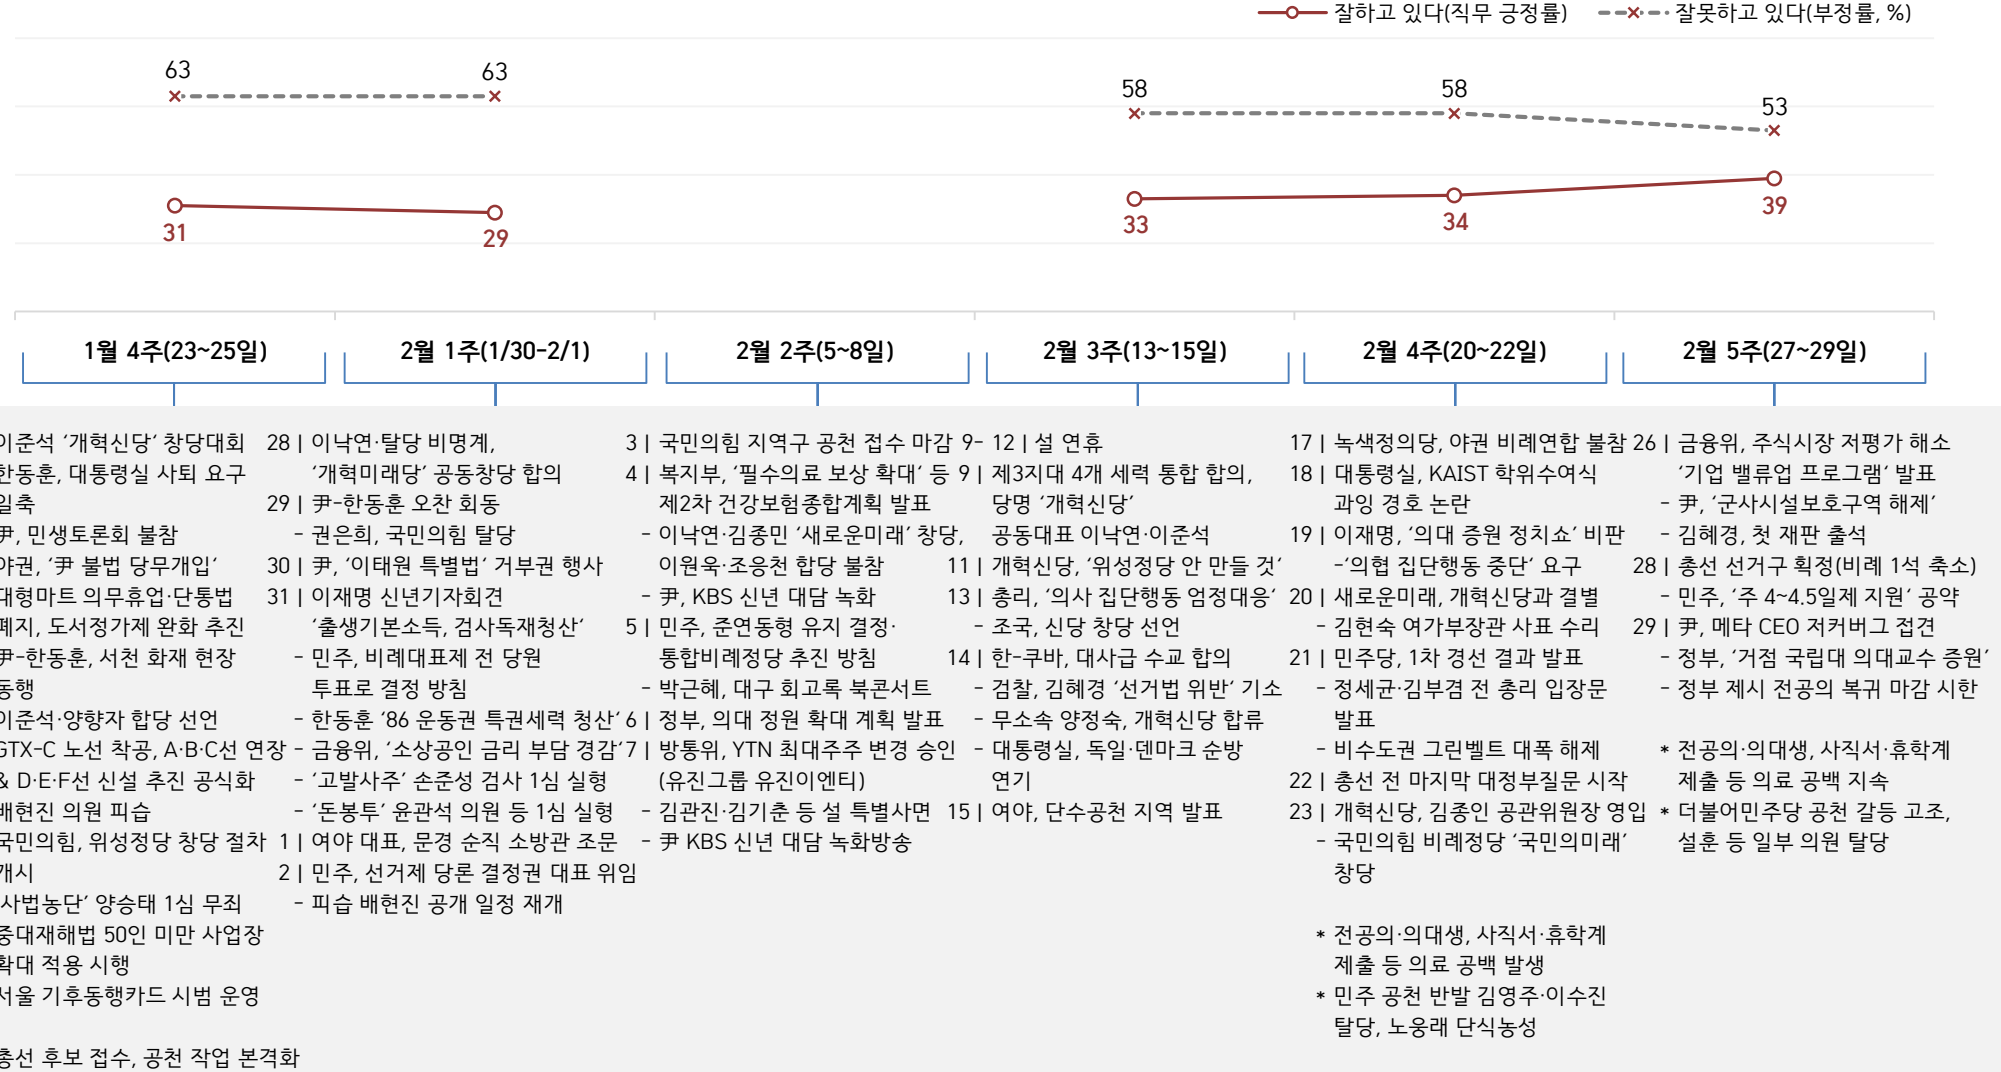 잘하고 있다(직무 긍정률)
잘못하고 있다(부정률, %)
63
63
58
58
53
31
29
33
34
39
1월 4주(23~25일)
2월 1주(1/30-2/1)
2월 2주(5~8일)
2월 3주(13~15일)
2월 4주(20~22일)
2월 5주(27~29일)
이준석 ‘개혁신당’ 창당대회
한동훈, 대통령실 사퇴 요구
일축
尹, 민생토론회 불참
야권, ‘尹 불법 당무개입’
대형마트 의무휴업·단통법
폐지, 도서정가제 완화 추진
尹-한동훈, 서천 화재 현장
동행
이준석·양향자 합당 선언
GTX-C 노선 착공, A·B·C선 연장
& D·E·F선 신설 추진 공식화
배현진 의원 피습
국민의힘, 위성정당 창당 절차
개시
사법농단’ 양승태 1심 무죄
중대재해법 50인 미만 사업장
확대 적용 시행
서울 기후동행카드 시범 운영
총선 후보 접수, 공천 작업 본격화
28 | 이낙연·탈당 비명계,
‘개혁미래당’ 공동창당 합의
29 | 尹-한동훈 오찬 회동
- 권은희, 국민의힘 탈당
30 | 尹, ‘이태원 특별법’ 거부권 행사
31 | 이재명 신년기자회견
‘출생기본소득, 검사독재청산’
- 민주, 비례대표제 전 당원
투표로 결정 방침
- 한동훈 ‘86 운동권 특권세력 청산’
- 금융위, ‘소상공인 금리 부담 경감’
- ‘고발사주’ 손준성 검사 1심 실형
- ‘돈봉투’ 윤관석 의원 등 1심 실형
1 | 여야 대표, 문경 순직 소방관 조문
2 | 민주, 선거제 당론 결정권 대표 위임
- 피습 배현진 공개 일정 재개
3 | 국민의힘 지역구 공천 접수 마감
4 | 복지부, ‘필수의료 보상 확대’ 등
제2차 건강보험종합계획 발표
- 이낙연·김종민 ‘새로운미래’ 창당,
이원욱·조응천 합당 불참
- 尹, KBS 신년 대담 녹화
5 | 민주, 준연동형 유지 결정·
통합비례정당 추진 방침
- 박근혜, 대구 회고록 북콘서트
6 | 정부, 의대 정원 확대 계획 발표
7 | 방통위, YTN 최대주주 변경 승인
(유진그룹 유진이엔티)
- 김관진·김기춘 등 설 특별사면
- 尹 KBS 신년 대담 녹화방송
9- 12 | 설 연휴
9 | 제3지대 4개 세력 통합 합의,
당명 ‘개혁신당’
공동대표 이낙연·이준석
11 | 개혁신당, ‘위성정당 안 만들 것’
13 | 총리, ‘의사 집단행동 엄정대응’
- 조국, 신당 창당 선언
14 | 한-쿠바, 대사급 수교 합의
- 검찰, 김혜경 ‘선거법 위반’ 기소
- 무소속 양정숙, 개혁신당 합류
- 대통령실, 독일·덴마크 순방
연기
15 | 여야, 단수공천 지역 발표
17 | 녹색정의당, 야권 비례연합 불참
18 | 대통령실, KAIST 학위수여식
과잉 경호 논란
19 | 이재명, ‘의대 증원 정치쇼’ 비판
-‘의협 집단행동 중단’ 요구
20 | 새로운미래, 개혁신당과 결별
- 김현숙 여가부장관 사표 수리
21 | 민주당, 1차 경선 결과 발표
- 정세균·김부겸 전 총리 입장문
발표
- 비수도권 그린벨트 대폭 해제
22 | 총선 전 마지막 대정부질문 시작
23 | 개혁신당, 김종인 공관위원장 영입
- 국민의힘 비례정당 ‘국민의미래’
창당
* 전공의·의대생, 사직서·휴학계
제출 등 의료 공백 발생
* 민주 공천 반발 김영주·이수진
탈당, 노웅래 단식농성
26 | 금융위, 주식시장 저평가 해소
‘기업 밸류업 프로그램’ 발표
- 尹, ‘군사시설보호구역 해제’
- 김혜경, 첫 재판 출석
28 | 총선 선거구 획정(비례 1석 축소)
- 민주, ‘주 4~4.5일제 지원’ 공약
29 | 尹, 메타 CEO 저커버그 접견
- 정부, ‘거점 국립대 의대교수 증원’
- 정부 제시 전공의 복귀 마감 시한
* 전공의·의대생, 사직서·휴학계
제출 등 의료 공백 지속
* 더불어민주당 공천 갈등 고조,
설훈 등 일부 의원 탈당